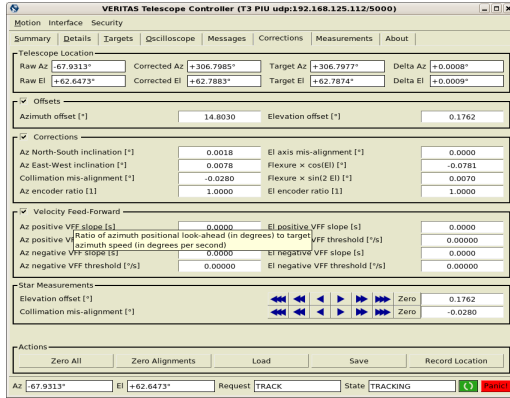 VERITAS Telescope Controller (T3 PIU udp:192.168.125.112/5000)
Motion Interface Security
Summary Details Targets Oscilloscope Messages Corrections Measurements About
Telescope Location
Raw Az -67.9313° Corrected Az +306.7985° Target Az +306.7977° Delta Az +0.0008°
Raw El +62.6473° Corrected El +62.7883° Target El +62.7874° Delta El +0.0009°
Offsets
Azimuth offset [°] 14.8030 Elevation offset [°] 0.1762
Corrections
Az North-South inclination [°] 0.0018 El axis mis-alignment [°] 0.0000
Az East-West inclination [°] 0.0078 Flexure × cos(El) [°] -0.0781
Collimation mis-alignment [°] -0.0280 Flexure × sin(2 El) [°] 0.0070
Az encoder ratio [1] 1.0000 El encoder ratio [1] 1.0000
Velocity Feed-Forward
Az positive VFF slope [s] 0.0000 El positive VFF slope [s] 0.0000
Az positive VF VFF threshold [°/s] 0.00000
Ratio of azimuth positional look-ahead (in degrees) to target
azimuth speed (in degrees per second)
Az negative VFF slope [s] 0.0000 El negative VFF slope [s] 0.0000
Az negative VFF threshold [°/s] 0.00000 El negative VFF threshold [°/s] 0.00000
Star Measurements
Elevation offset [°] Zero 0.1762
Collimation mis-alignment [°] Zero -0.0280
Actions
Zero All Zero Alignments Load Save Record Location
Az -67.9313° El +62.6473° Request TRACK State TRACKING Panic!